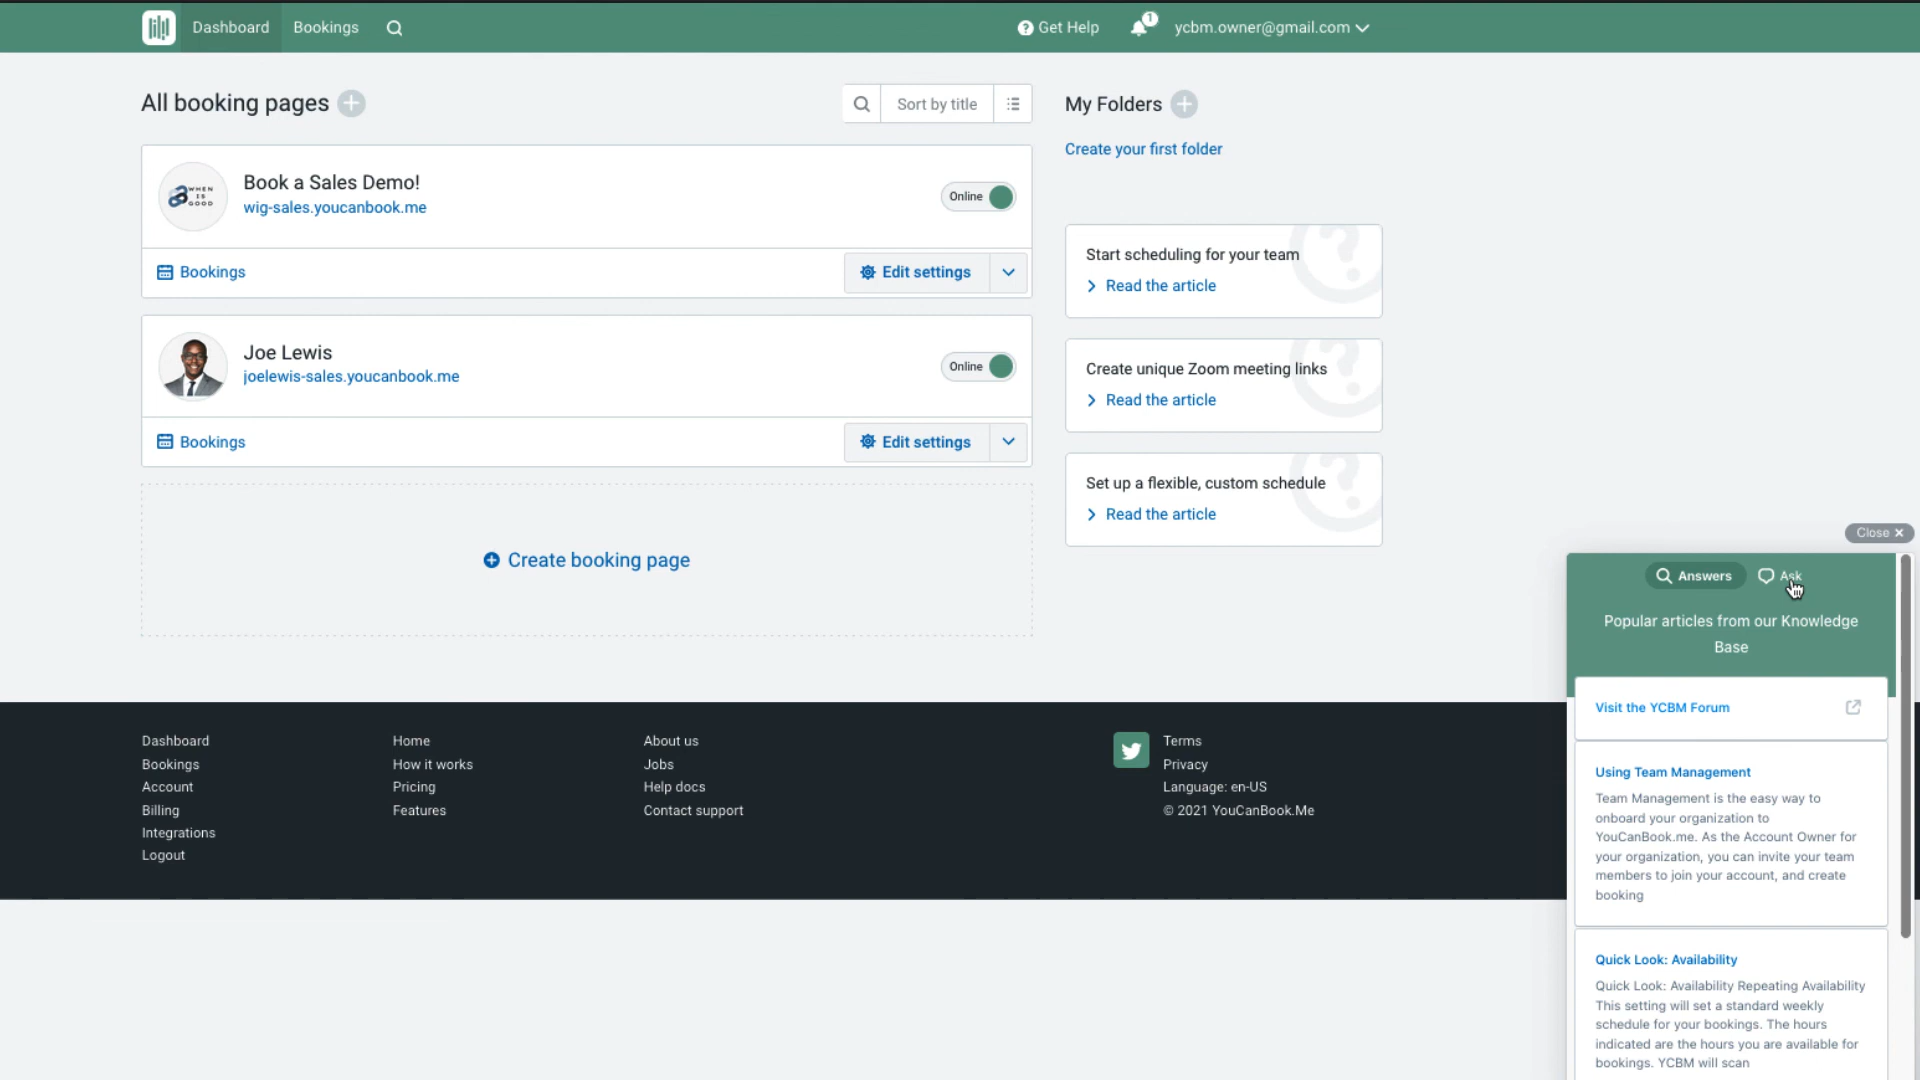 Dashboard
Bookings
Get Help
1
ycbm.owner@gmail.com
All booking pages
Sort by title
WHEN
IS
GOOD
Book a Sales Demo!
wig-sales.youcanbook.me
Online
Bookings
Edit settings
Joe Lewis
joelewis-sales.youcanbook.me
Online
Bookings
Edit settings
Create booking page
My Folders
Create your first folder
Start scheduling for your team
Read the article
Create unique Zoom meeting links
Read the article
Set up a flexible, custom schedule
Read the article
Close
Answers
Ask
Popular articles from our Knowledge
Base
Visit the YCBM Forum
Using Team Management
Team Management is the easy way to
onboard your organization to
YouCanBook.me. As the Account Owner for
your organization, you can invite your team
members to join your account, and create
booking
Quick Look: Availability
Quick Look: Availability Repeating Availability
This setting will set a standard weekly
schedule for your bookings. The hours
indicated are the hours you are available for
bookings. YCBM will scan
Dashboard
Bookings
Account
Billing
Integrations
Logout
Home
How it works
Pricing
Features
About us
Jobs
Help docs
Contact support
Terms
Privacy
Language: en-US
© 2021 YouCanBook.Me